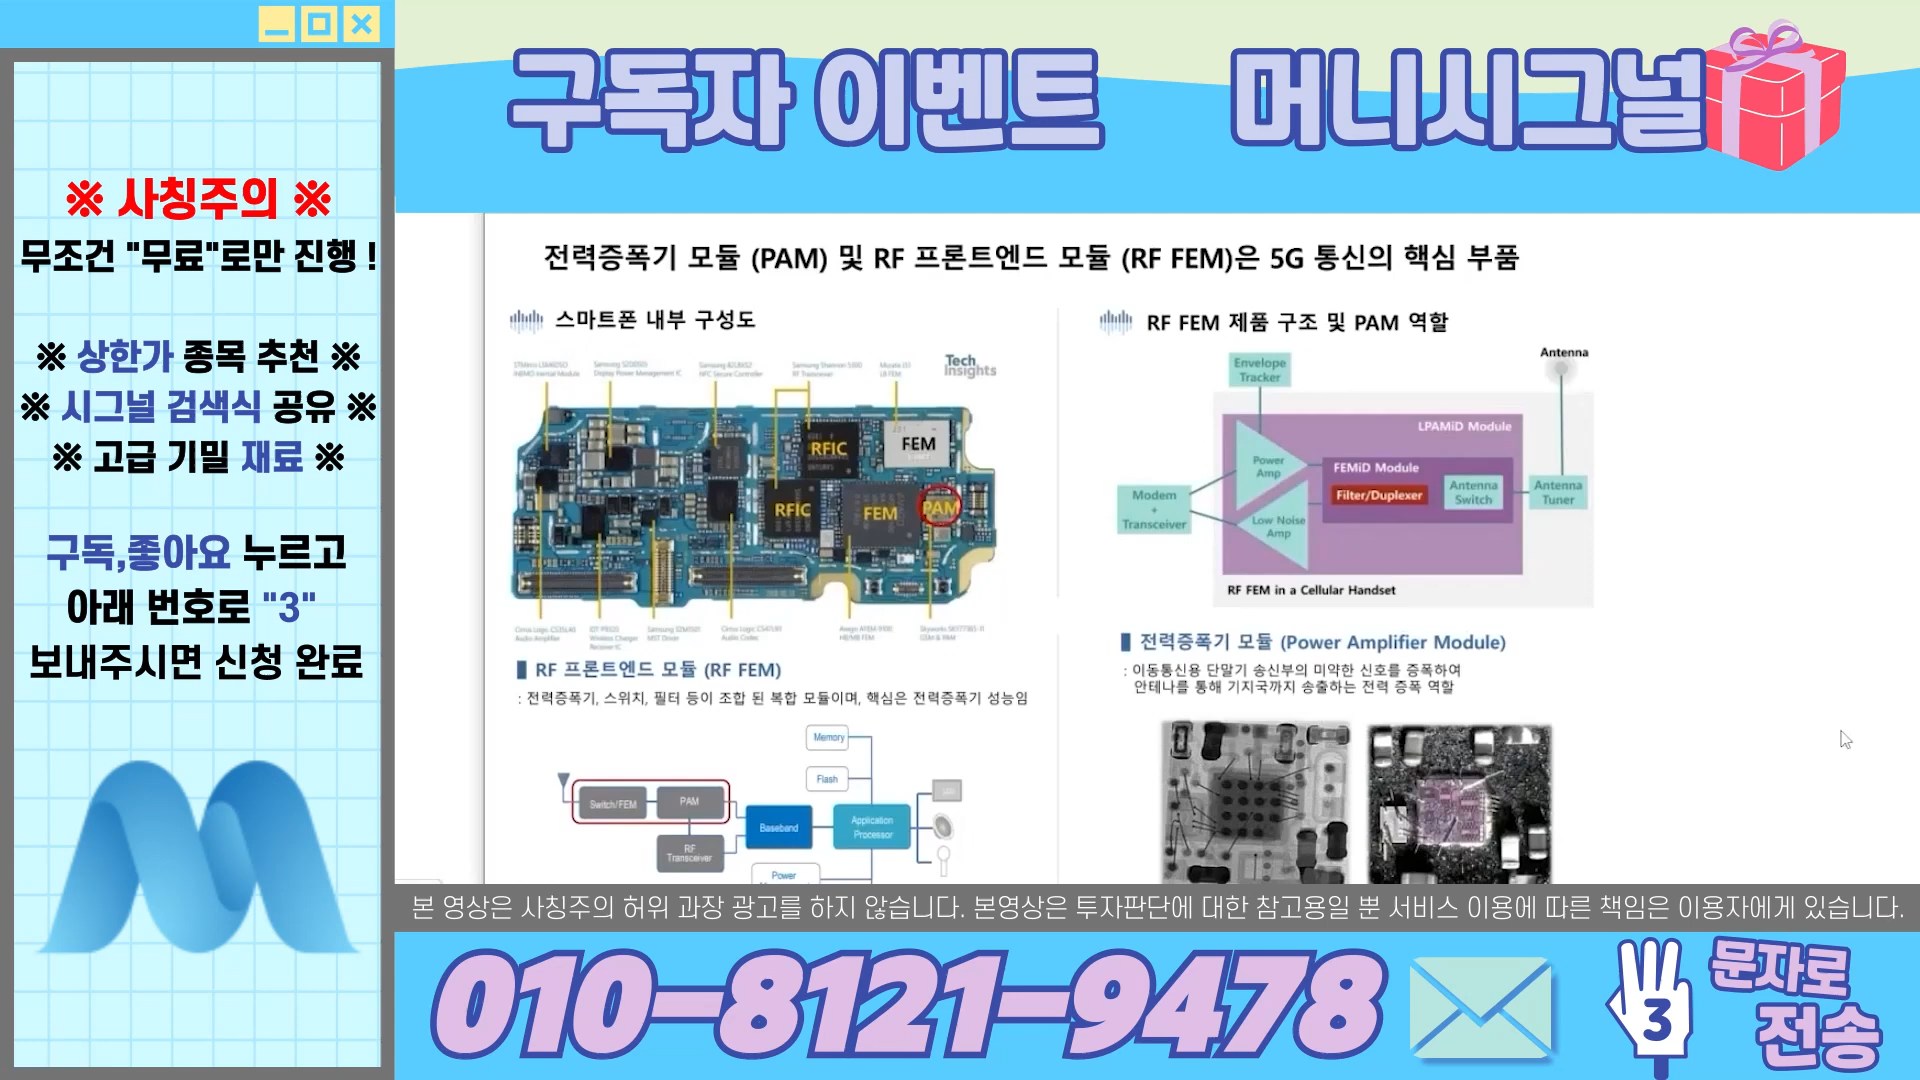 구독자 이벤트 머니시그널
※ 사칭주의 ※
무조건 "무료"로만 진행 !
※ 상한가 종목 추천 ※
※ 시그널 검색식 공유 ※
※ 고급 기밀 재료 ※
구독,좋아요 누르고
아래 번호로 "3"
보내주시면 신청 완료
전력증폭기 모듈 (PAM) 및 RF 프론트엔드 모듈 (RF FEM)은 5G 통신의 핵심 부품
스마트폰 내부 구성도
Tech
Insights
RFIC
FEM
RFIC
FEM
PAM
RF 프론트엔드 모듈 (RF FEM)
: 전력증폭기, 스위치, 필터 등이 조합 된 복합 모듈이며, 핵심은 전력증폭기 성능임
Memory
Flash
Switch/FEM
PAM
Baseband
Application
Processor
RF
Transceiver
Power
RF FEM 제품 구조 및 PAM 역할
Envelope
Tracker
Antenna
LPAMiD Module
Power
Amp
FEMiD Module
Filter/Duplexer
Antenna
Switch
Antenna
Tuner
Modem
+
Transceiver
Low Noise
Amp
RF FEM in a Cellular Handset
전력증폭기 모듈 (Power Amplifier Module)
: 이동통신용 단말기 송신부의 미약한 신호를 증폭하여
안테나를 통해 기지국까지 송출하는 전력 증폭 역할
본 영상은 사칭주의 허위 과장 광고를 하지 않습니다. 본영상은 투자판단에 대한 참고용일 뿐 서비스 이용에 따른 책임은 이용자에게 있습니다.
010-8121-9478
3
문자로
전송